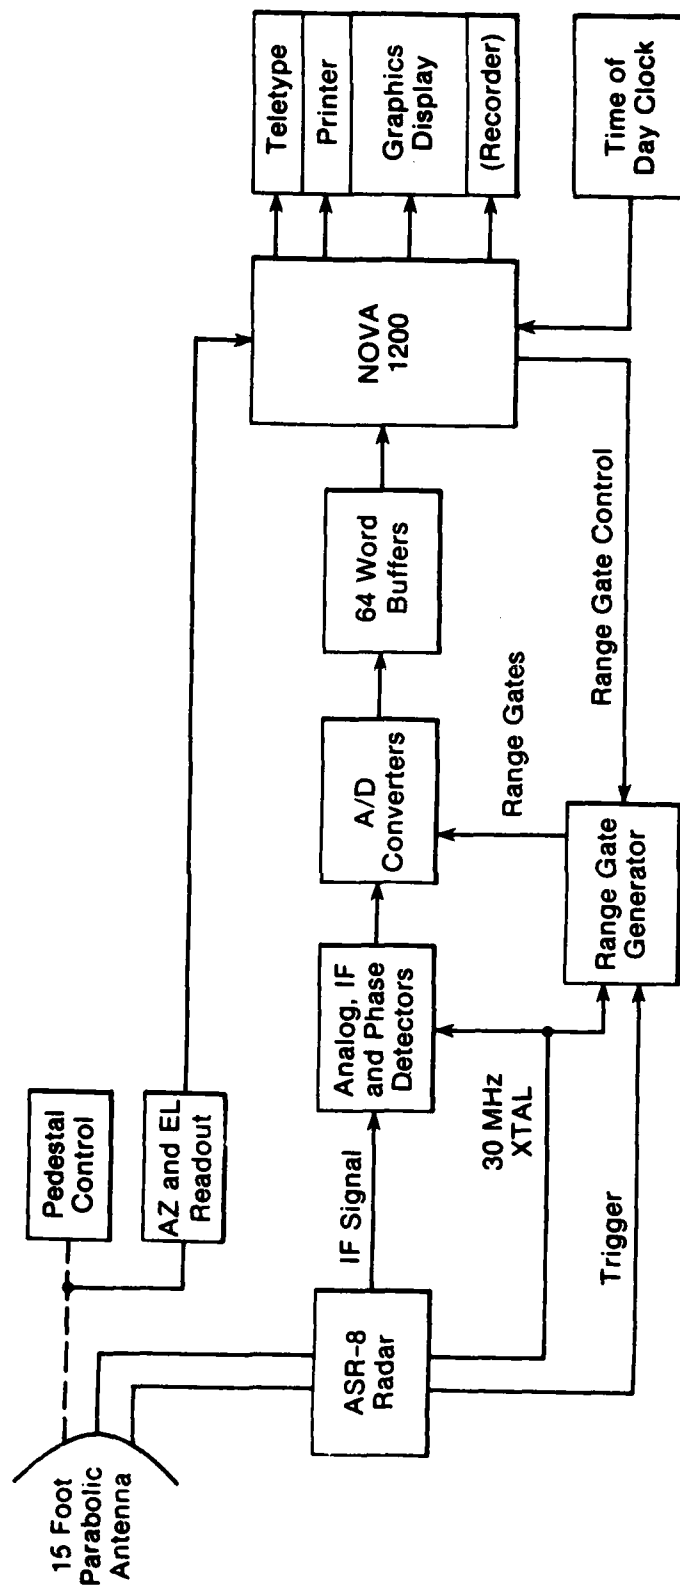 15 Foot
Parabolic
Antenna
Pedestal
Control
AZ and EL
Readout
ASR-8
Radar
IF Signal
30 MHz
XTAL
Trigger
Analog, IF
and Phase
Detectors
A/D
Converters
Range Gates
Range Gate
Generator
64 Word
Buffers
Range Gate Control
NOVA
1200
Teletype
Printer
Graphics
Display
(Recorder)
Time of
Day Clock